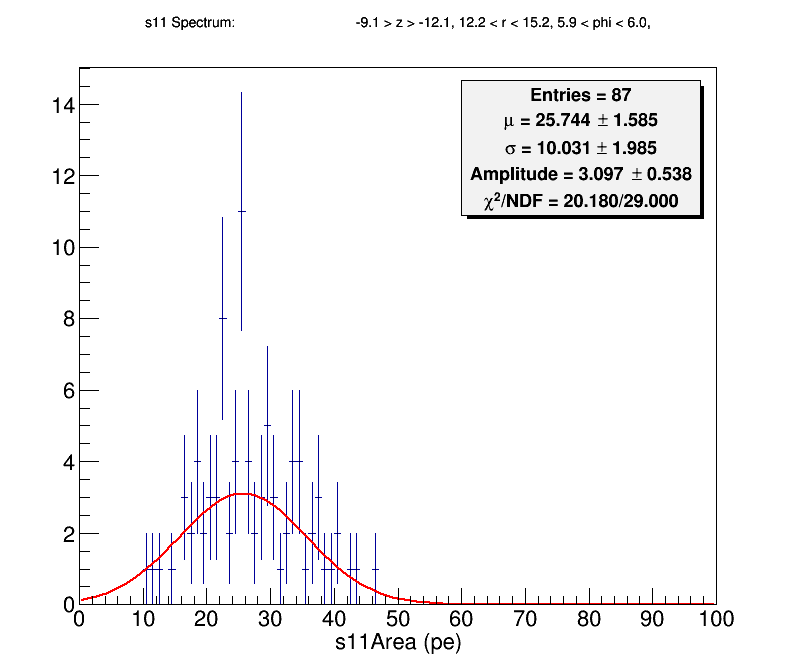 s11 Spectrum: -9.1 > z > -12.1, 12.2 < r < 15.2, 5.9 < phi < 6.0,
Entries = 87
μ = 25.744 ± 1.585
σ = 10.031 ± 1.985
Amplitude = 3.097 ± 0.538
χ²/NDF = 20.180/29.000
14
12
10
8
6
4
2
0
0 10 20 30 40 50 60 70 80 90 100
s11Area (pe)